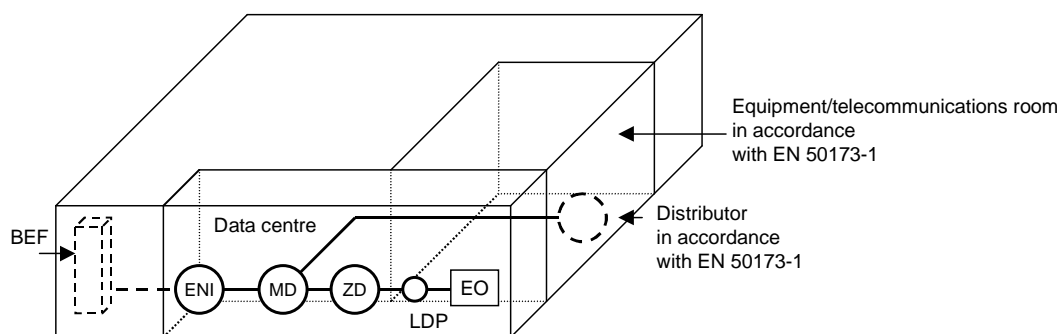 Equipment/telecommunications room
in accordance
with EN 50173-1
Distributor
in accordance
with EN 50173-1
Data centre
BEF
ENI
MD
ZD
EO
LDP